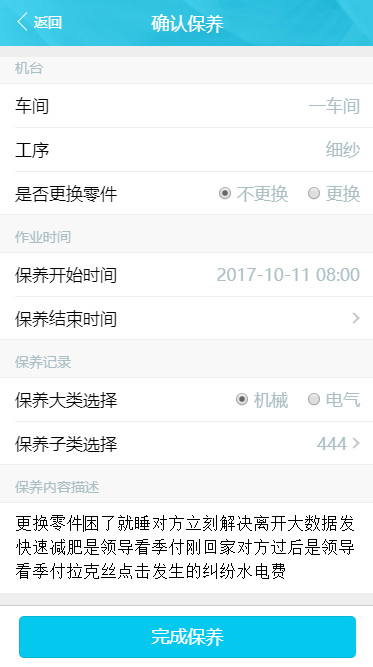 返回 确认保养
机台
车间 一车间
工序 细纱
是否更换零件 不更换 更换
作业时间
保养开始时间 2017-10-11 08:00
保养结束时间
保养记录
保养大类选择 机械 电气
保养子类选择 444
保养内容描述
更换零件困了就睡对方立刻解决离开大数据发
快速减肥是领导看季付刚回家对方过后是领导
看季付拉克丝点击发生的纠纷水电费
完成保养